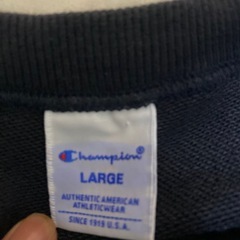 Champion®
LARGE
AUTHENTIC AMERICAN
ATHLETICWEAR
SINCE 1919 U.S.A.